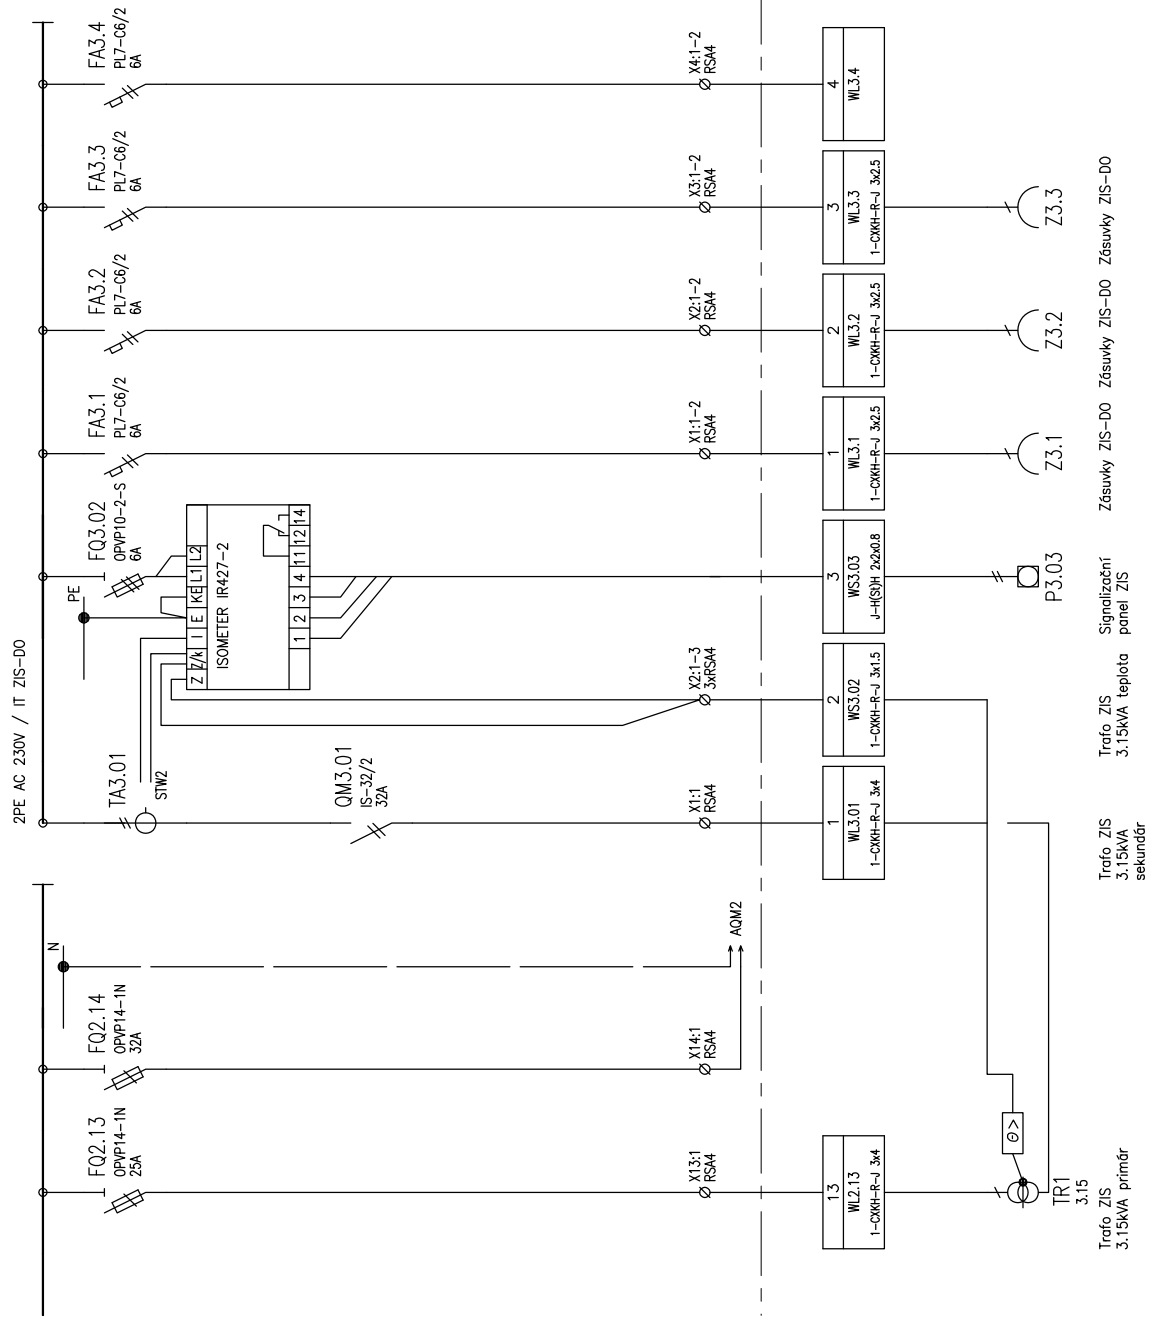 2PE AC 230V / IT ZIS-DO
FQ2.13
OPVP14-1N
25A
X13:1
RSA4
13
WL2.13
1-CXKH-R-J 3x4
TR1
3.15
Trafo ZIS
3.15kVA primár
FQ2.14
OPVP14-1N
32A
X14:1
RSA4
N
AQM2
Θ>
TA3.01
STW2
QM3.01
IS-32/2
32A
X1:1
RSA4
1
WL3.01
1-CXKH-R-J 3x4
Trafo ZIS
3.15kVA
sekundár
X2:1-3
3xRSA4
2
WS3.02
1-CXKH-R-J 3x1.5
Trafo ZIS
3.15kVA teplota
PE
FQ3.02
OPVP10-2-S
6A
Z Z/k I E KE L1 L2
ISOMETER IR427-2
1 2 3 4 11 12 14
3
WS3.03
J-H(St)H 2x2x0.8
P3.03
Signalizační
panel ZIS
FA3.1
PL7-C6/2
6A
X1:1-2
RSA4
1
WL3.1
1-CXKH-R-J 3x2.5
Z3.1
Zásuvky ZIS-DO
FA3.2
PL7-C6/2
6A
X2:1-2
RSA4
2
WL3.2
1-CXKH-R-J 3x2.5
Z3.2
Zásuvky ZIS-DO
FA3.3
PL7-C6/2
6A
X3:1-2
RSA4
3
WL3.3
1-CXKH-R-J 3x2.5
Z3.3
Zásuvky ZIS-DO
FA3.4
PL7-C6/2
6A
X4:1-2
RSA4
4
WL3.4